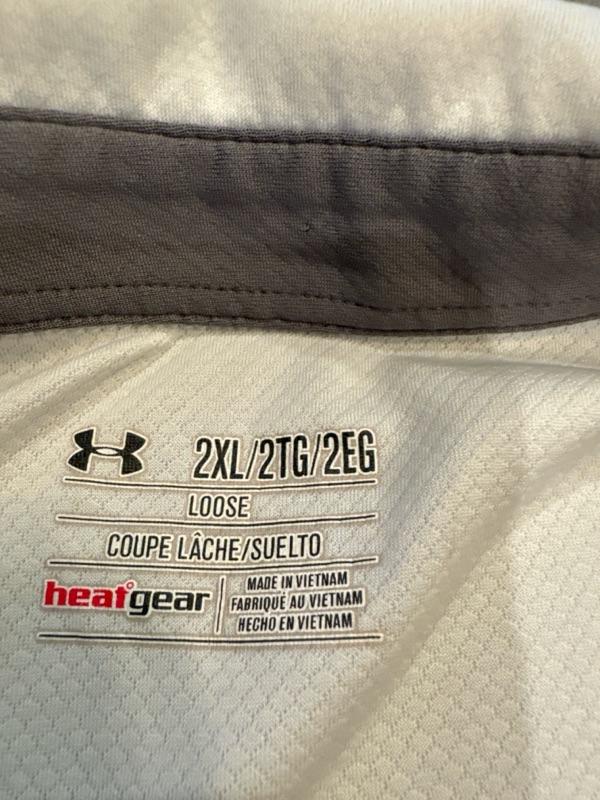 2XL/2TG/2EG
LOOSE
COUPE LÂCHE/SUELTO
heatgear
MADE IN VIETNAM
FABRIQUÉ AU VIETNAM
HECHO EN VIETNAM